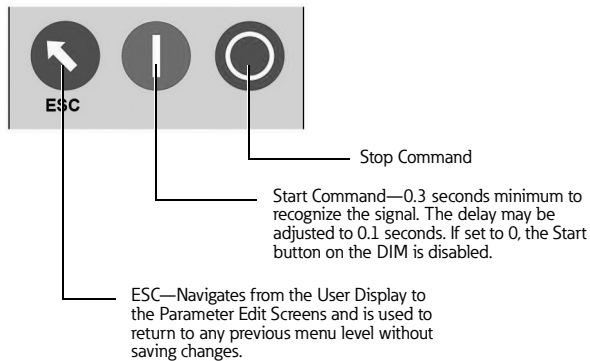 ESC
Stop Command
Start Command—0.3 seconds minimum to
recognize the signal. The delay may be
adjusted to 0.1 seconds. If set to 0, the Start
button on the DIM is disabled.
ESC—Navigates from the User Display to
the Parameter Edit Screens and is used to
return to any previous menu level without
saving changes.